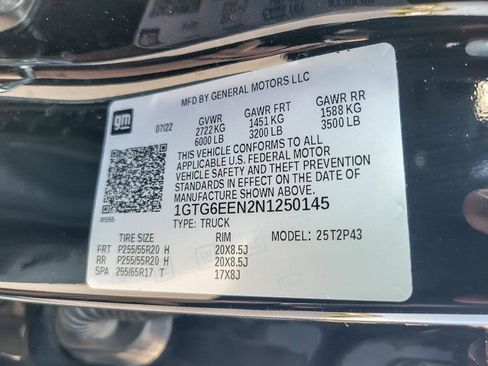 MFD BY GENERAL MOTORS LLC
gm
07/22
GVWR GAWR FRT GAWR RR
2722 KG 1451 KG 1588 KG
6000 LB 3200 LB 3500 LB
THIS VEHICLE CONFORMS TO ALL
APPLICABLE U.S. FEDERAL MOTOR
VEHICLE SAFETY AND THEFT PREVENTION
STANDARDS IN EFFECT ON THE DATE OF
MANUFACTURE SHOWN ABOVE.
1GTG6EEN2N1250145
TYPE: TRUCK
TIRE SIZE RIM MODEL: 25T2P43
FRT P255/55R20 H 20X8.5J
RR P255/55R20 H 20X8.5J
SPA 255/65R17 T 17X8J